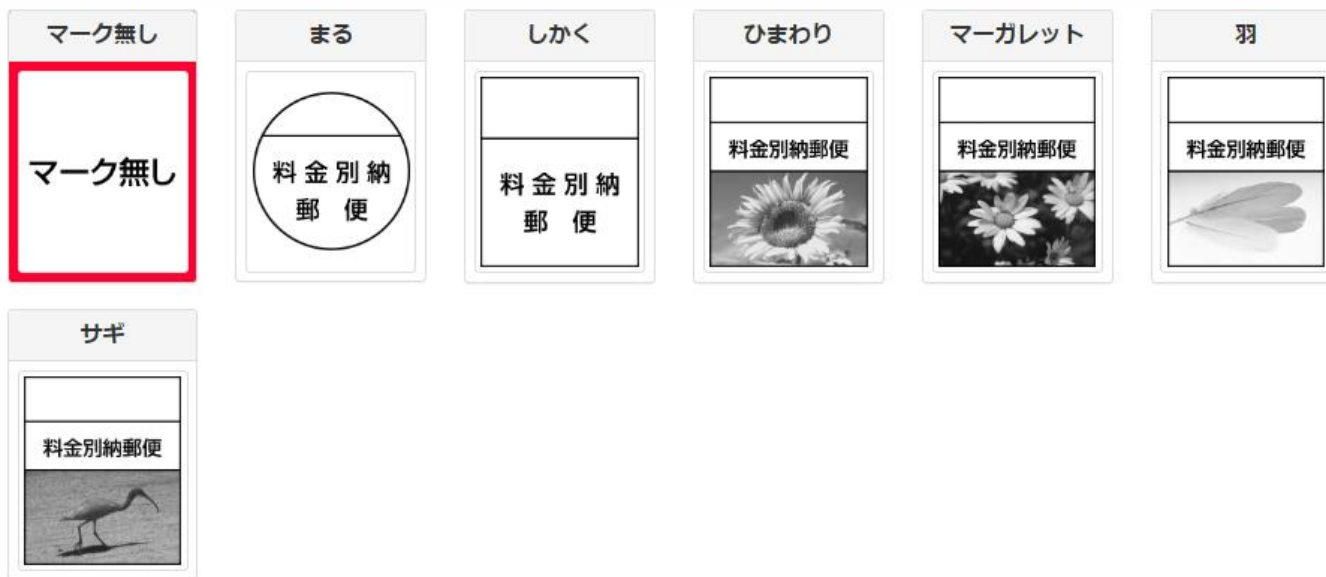 マーク無し
まる
しかく
ひまわり
マーガレット
羽
マーク無し
料金別納
郵 便
料金別納
郵 便
料金別納郵便
料金別納郵便
料金別納郵便
サギ
料金別納郵便